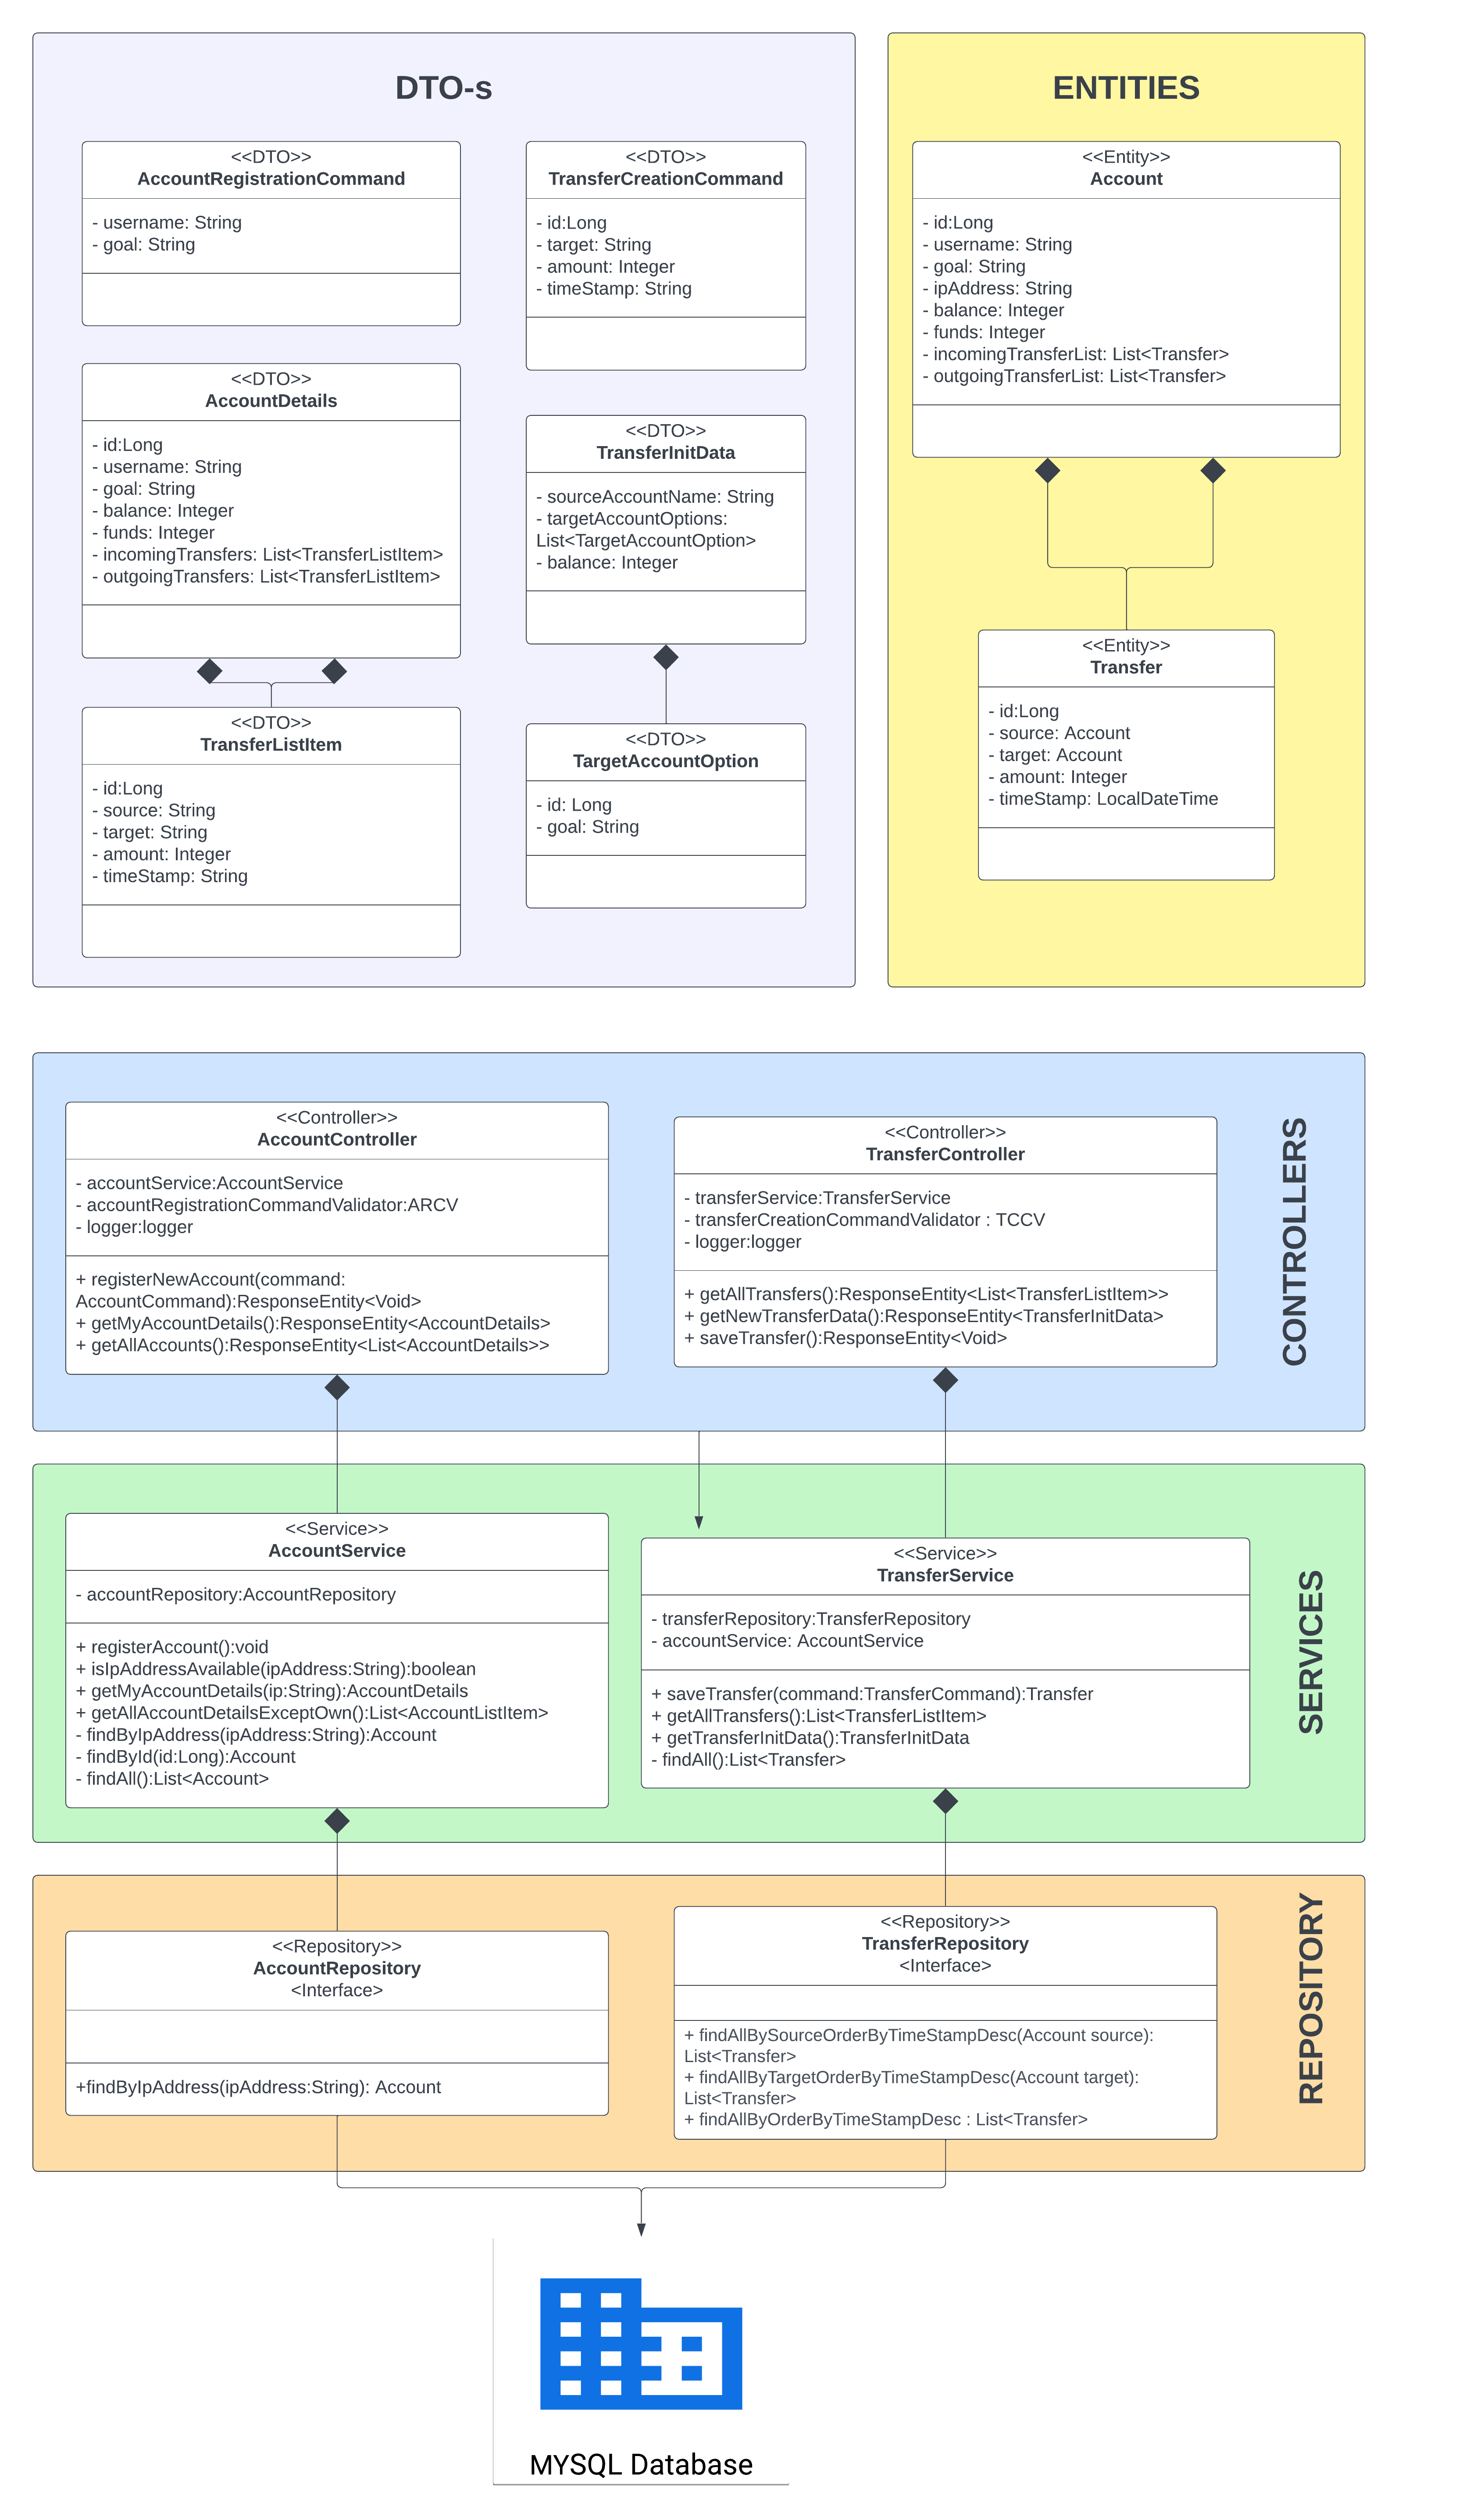 DTO-s
<<DTO>>
AccountRegistrationCommand
- username: String
- goal: String
<<DTO>>
TransferCreationCommand
- id:Long
- target: String
- amount: Integer
- timeStamp: String
<<DTO>>
AccountDetails
- id:Long
- username: String
- goal: String
- balance: Integer
- funds: Integer
- incomingTransfers: List<TransferListItem>
- outgoingTransfers: List<TransferListItem>
<<DTO>>
TransferInitData
- sourceAccountName: String
- targetAccountOptions:
List<TargetAccountOption>
- balance: Integer
<<DTO>>
TransferListItem
- id:Long
- source: String
- target: String
- amount: Integer
- timeStamp: String
<<DTO>>
TargetAccountOption
- id: Long
- goal: String
ENTITIES
<<Entity>>
Account
- id:Long
- username: String
- goal: String
- ipAddress: String
- balance: Integer
- funds: Integer
- incomingTransferList: List<Transfer>
- outgoingTransferList: List<Transfer>
<<Entity>>
Transfer
- id:Long
- source: Account
- target: Account
- amount: Integer
- timeStamp: LocalDateTime
<<Controller>>
AccountController
- accountService:AccountService
- accountRegistrationCommandValidator:ARCV
- logger:logger
+ registerNewAccount(command:
AccountCommand):ResponseEntity<Void>
+ getMyAccountDetails():ResponseEntity<AccountDetails>
+ getAllAccounts():ResponseEntity<List<AccountDetails>>
<<Controller>>
TransferController
- transferService:TransferService
- transferCreationCommandValidator : TCCV
- logger:logger
+ getAllTransfers():ResponseEntity<List<TransferListItem>>
+ getNewTransferData():ResponseEntity<TransferInitData>
+ saveTransfer():ResponseEntity<Void>
CONTROLLERS
<<Service>>
AccountService
- accountRepository:AccountRepository
+ registerAccount():void
+ isIpAddressAvailable(ipAddress:String):boolean
+ getMyAccountDetails(ip:String):AccountDetails
+ getAllAccountDetailsExceptOwn():List<AccountListItem>
- findByIpAddress(ipAddress:String):Account
- findById(id:Long):Account
- findAll():List<Account>
<<Service>>
TransferService
- transferRepository:TransferRepository
- accountService: AccountService
+ saveTransfer(command:TransferCommand):Transfer
+ getAllTransfers():List<TransferListItem>
+ getTransferInitData():TransferInitData
- findAll():List<Transfer>
SERVICES
<<Repository>>
AccountRepository
<Interface>
+findByIpAddress(ipAddress:String): Account
<<Repository>>
TransferRepository
<Interface>
+ findAllBySourceOrderByTimeStampDesc(Account source):
List<Transfer>
+ findAllByTargetOrderByTimeStampDesc(Account target):
List<Transfer>
+ findAllByOrderByTimeStampDesc : List<Transfer>
REPOSITORY
MYSQL Database